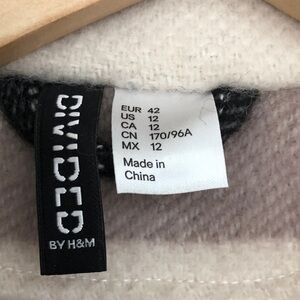 DIVIDED
BY H&M
EUR 42
US 12
CA 12
CN 170/96A
MX 12
Made in
China